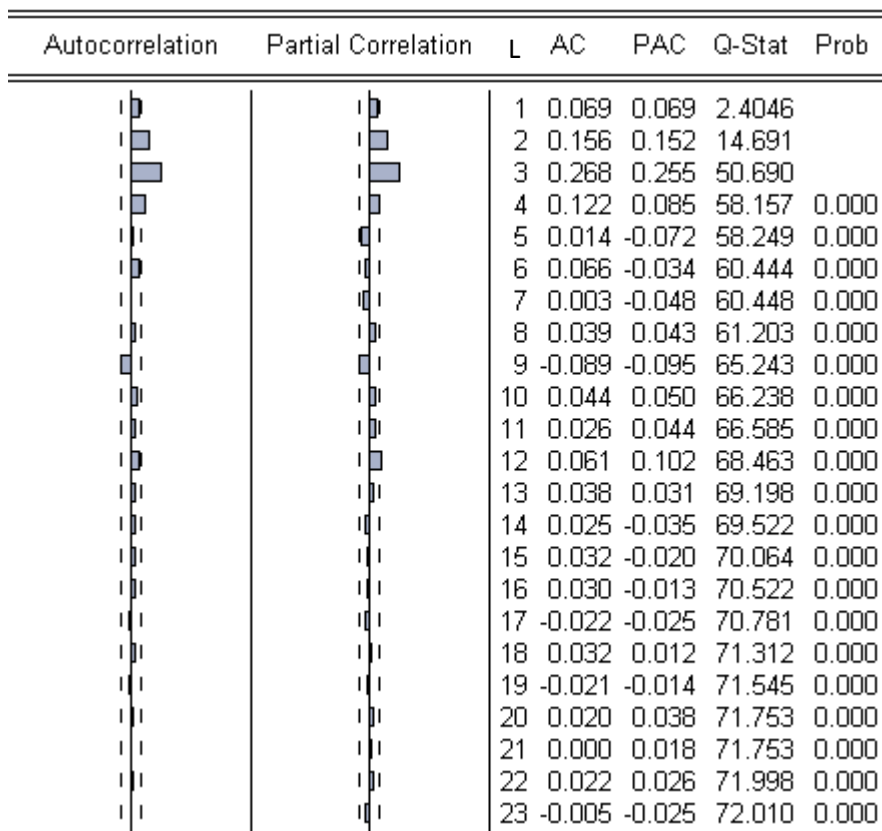 Autocorrelation Partial Correlation L AC PAC Q-Stat Prob
1 0.069 0.069 2.4046
2 0.156 0.152 14.691
3 0.268 0.255 50.690
4 0.122 0.085 58.157 0.000
5 0.014 -0.072 58.249 0.000
6 0.066 -0.034 60.444 0.000
7 0.003 -0.048 60.448 0.000
8 0.039 0.043 61.203 0.000
9 -0.089 -0.095 65.243 0.000
10 0.044 0.050 66.238 0.000
11 0.026 0.044 66.585 0.000
12 0.061 0.102 68.463 0.000
13 0.038 0.031 69.198 0.000
14 0.025 -0.035 69.522 0.000
15 0.032 -0.020 70.064 0.000
16 0.030 -0.013 70.522 0.000
17 -0.022 -0.025 70.781 0.000
18 0.032 0.012 71.312 0.000
19 -0.021 -0.014 71.545 0.000
20 0.020 0.038 71.753 0.000
21 0.000 0.018 71.753 0.000
22 0.022 0.026 71.998 0.000
23 -0.005 -0.025 72.010 0.000